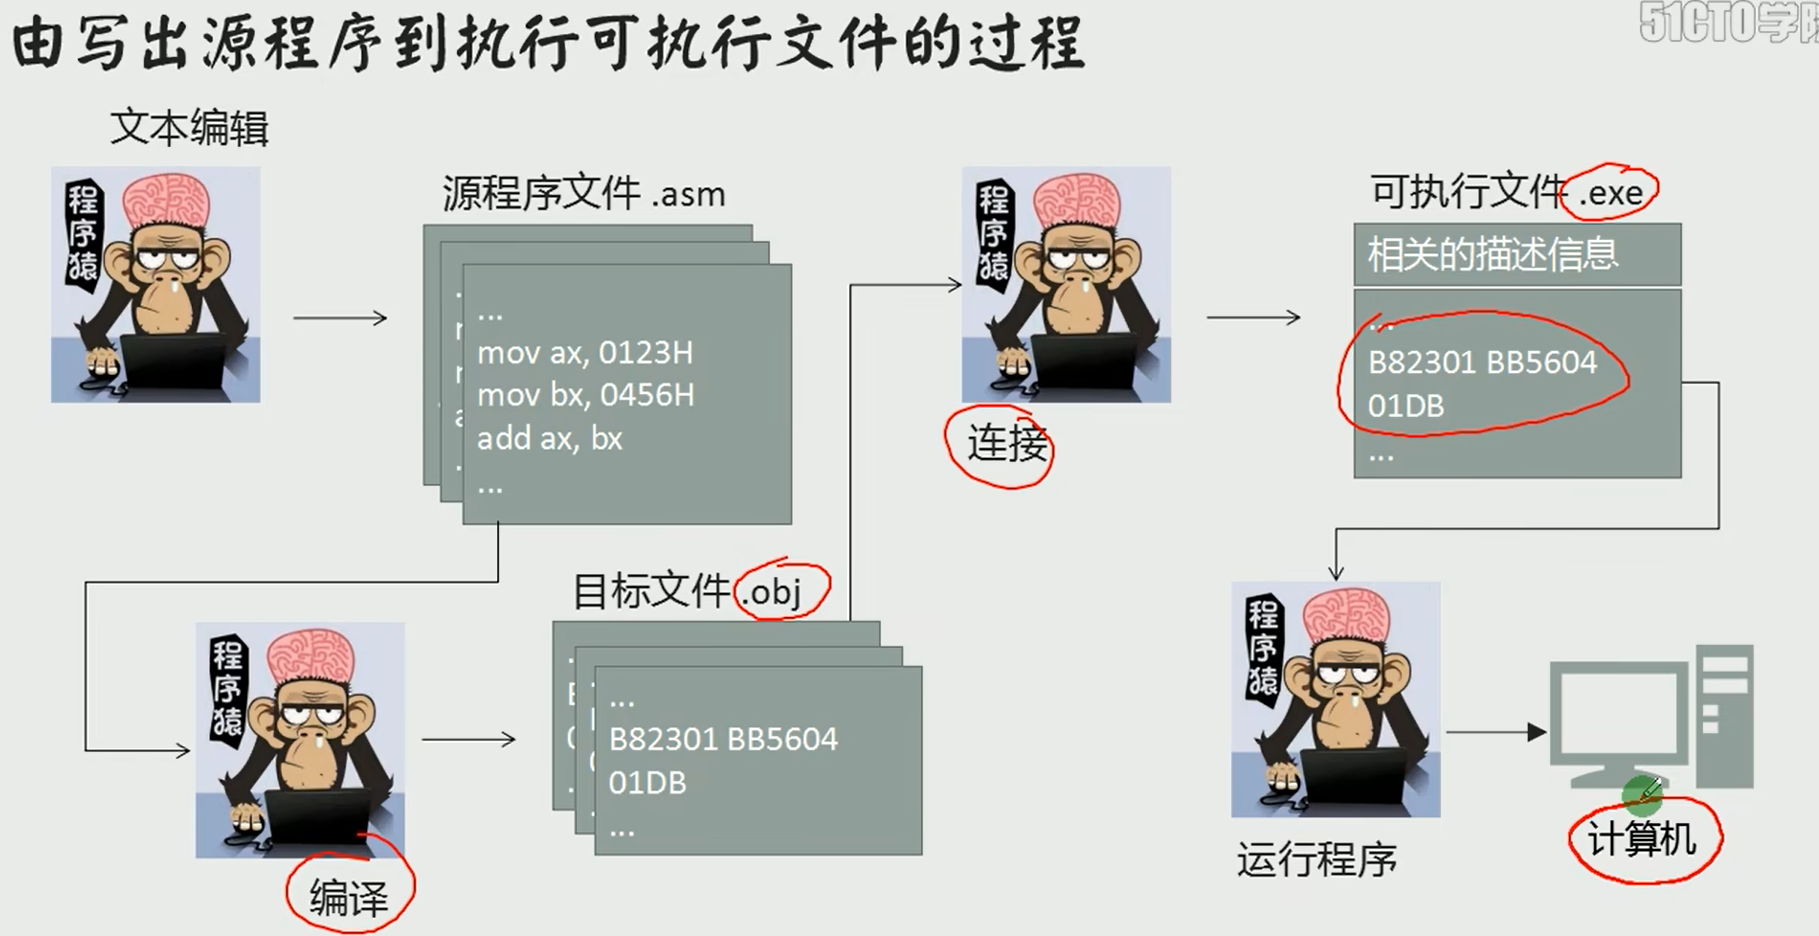 由写出源程序到执行可执行文件的过程
51CTO学院
文本编辑
程序猿
源程序文件 .asm
...
mov ax, 0123H
mov bx, 0456H
add ax, bx
...
程序猿
编译
目标文件 .obj
...
B82301 BB5604
01DB
...
程序猿
连接
可执行文件 .exe
相关的描述信息
...
B82301 BB5604
01DB
...
程序猿
运行程序
计算机